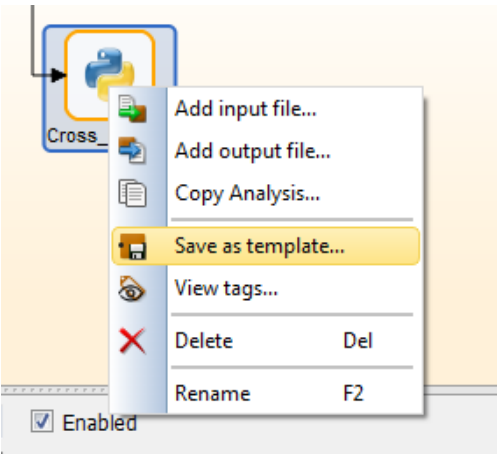 Cross_
Add input file...
Add output file...
Copy Analysis...
Save as template...
View tags...
Delete Del
Rename F2
Enabled